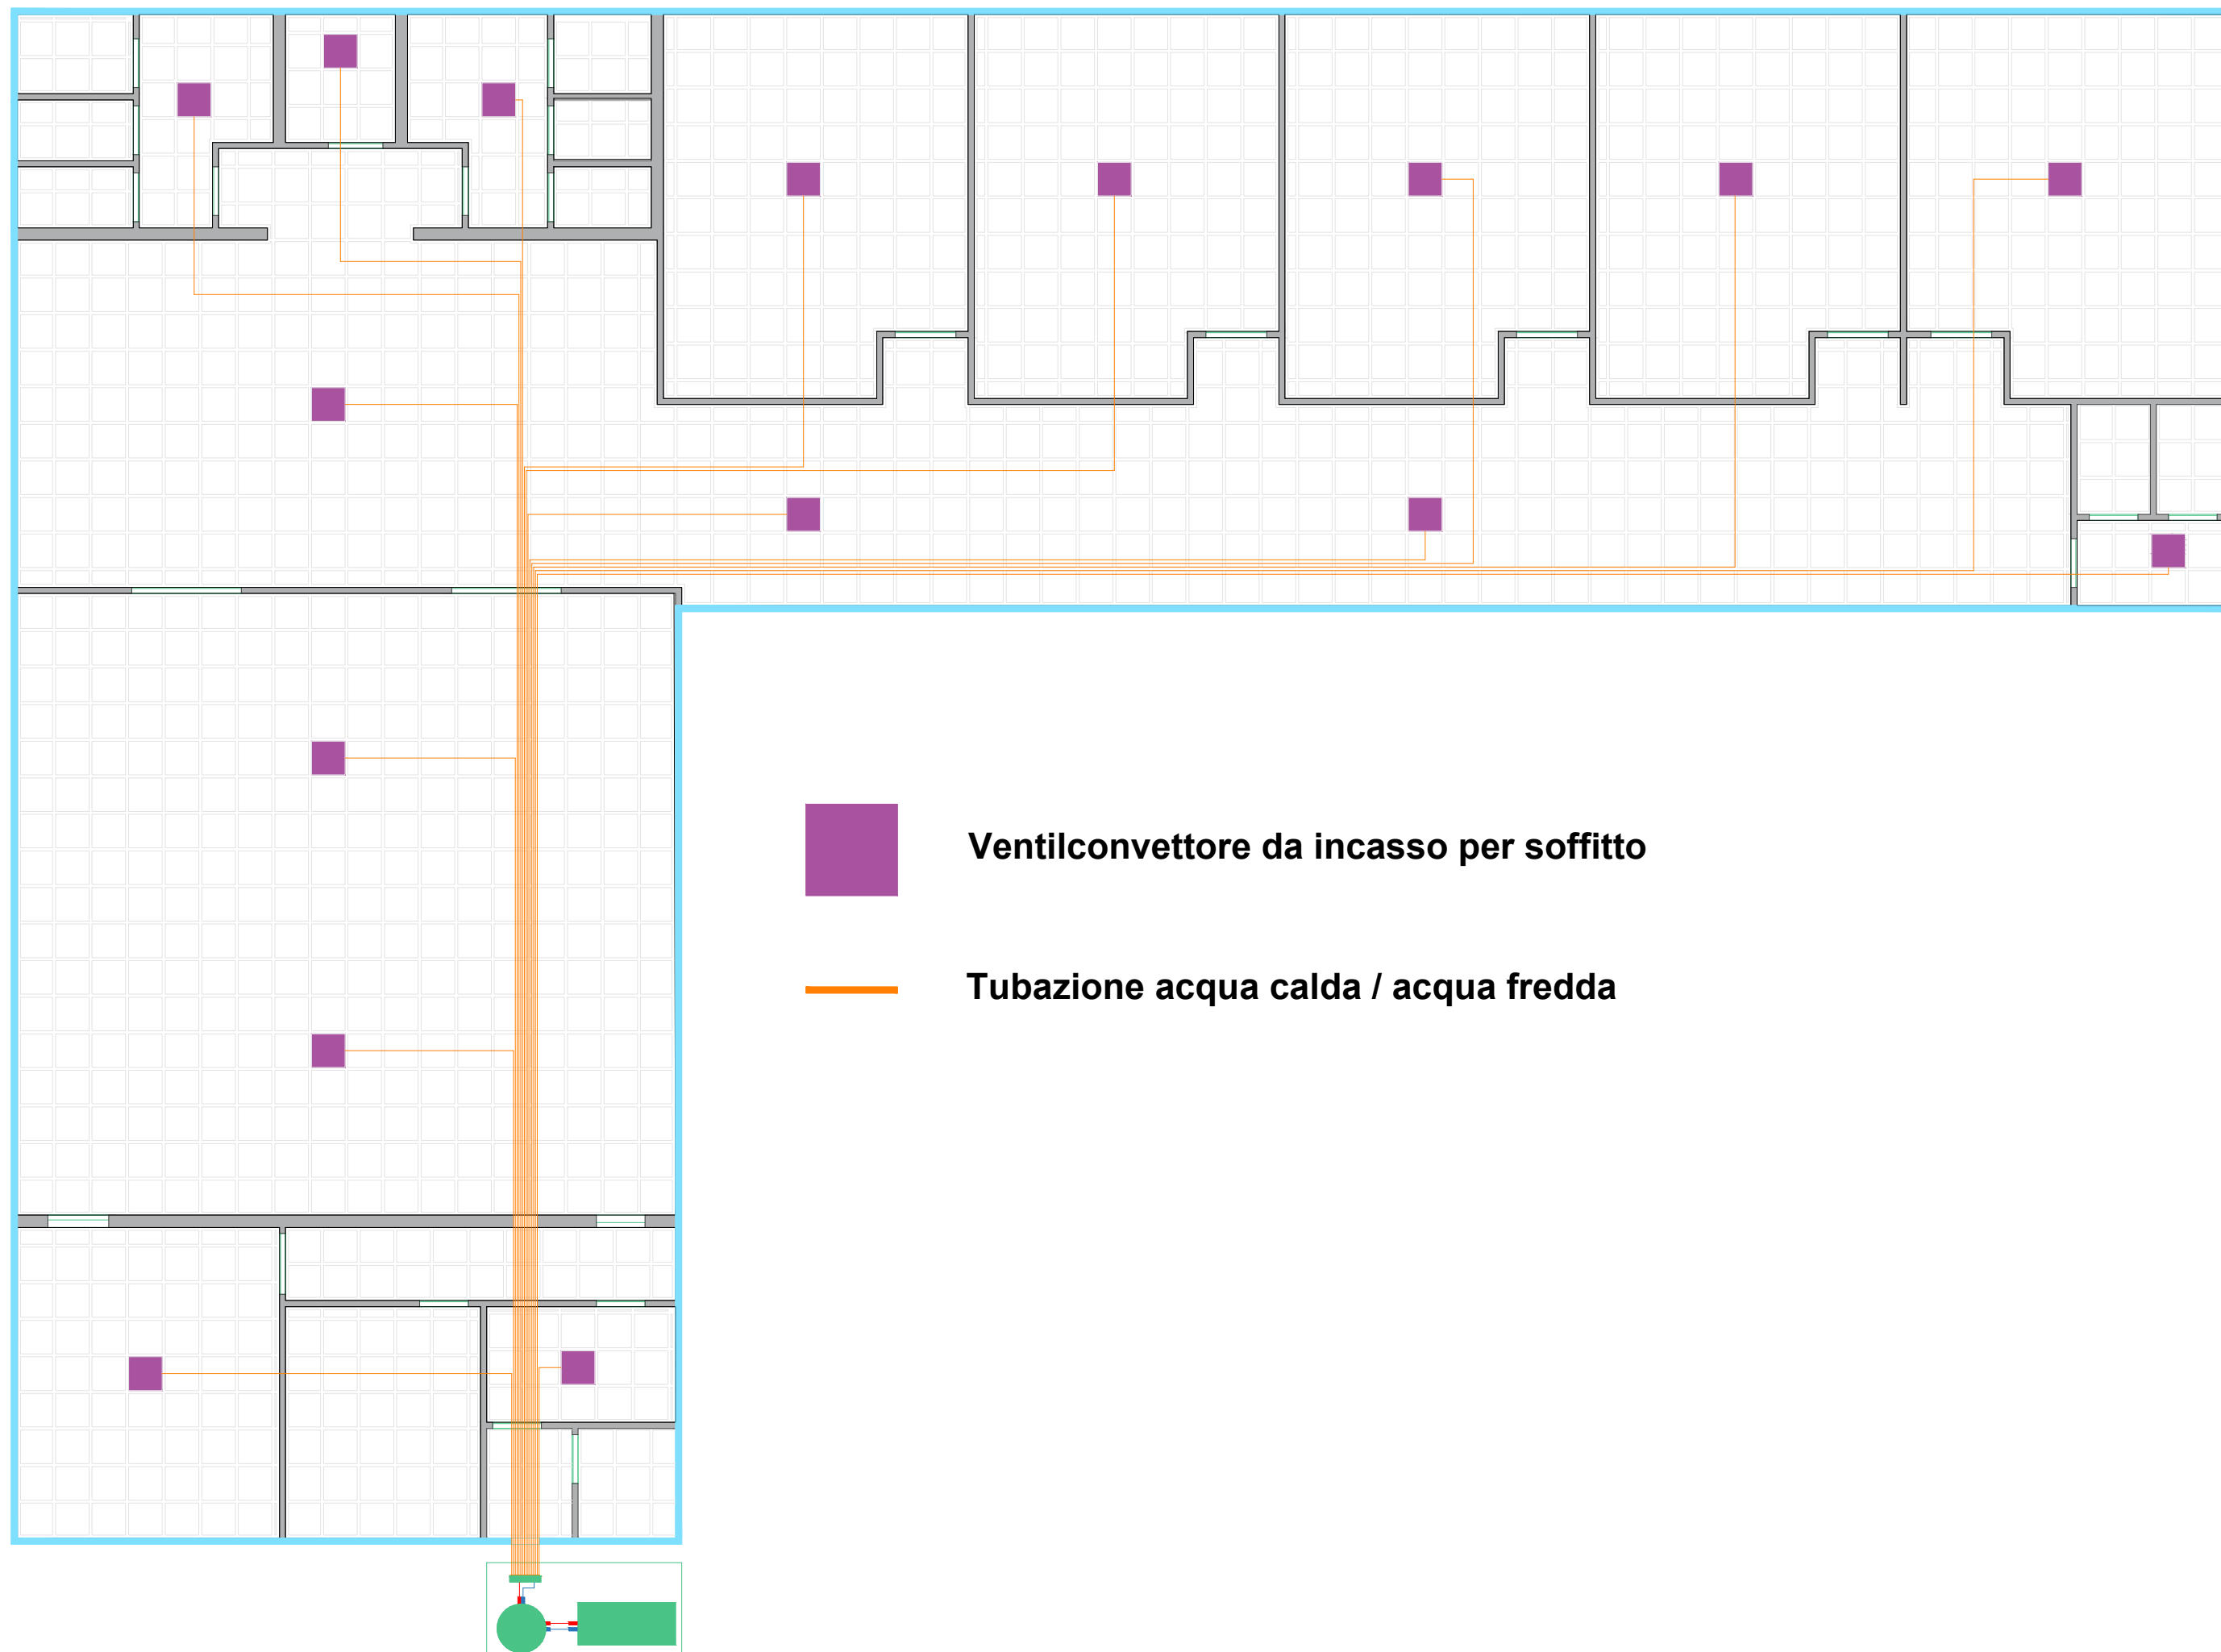 Ventilconvettore da incasso per soffitto
Tubazione acqua calda / acqua fredda